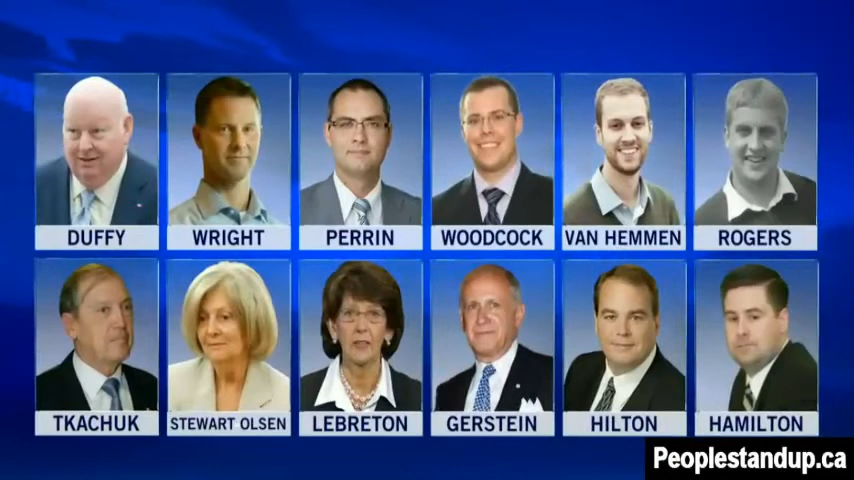 DUFFY
WRIGHT
PERRIN
WOODCOCK
VAN HEMMEN
ROGERS
TKACHUK
STEWART OLSEN
LEBRETON
GERSTEIN
HILTON
HAMILTON
Peoplestandup.ca